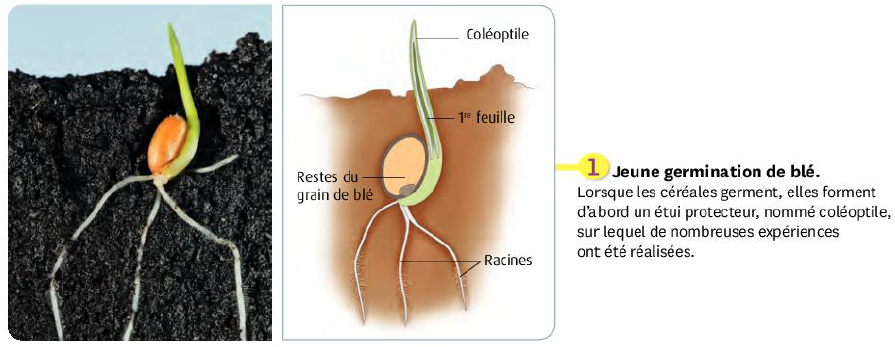 Coléoptile
1re feuille
Restes du
grain de blé
Racines
1 Jeune germination de blé.
Lorsque les céréales germent, elles forment
d'abord un étui protecteur, nommé coléoptile,
sur lequel de nombreuses expériences
ont été réalisées.